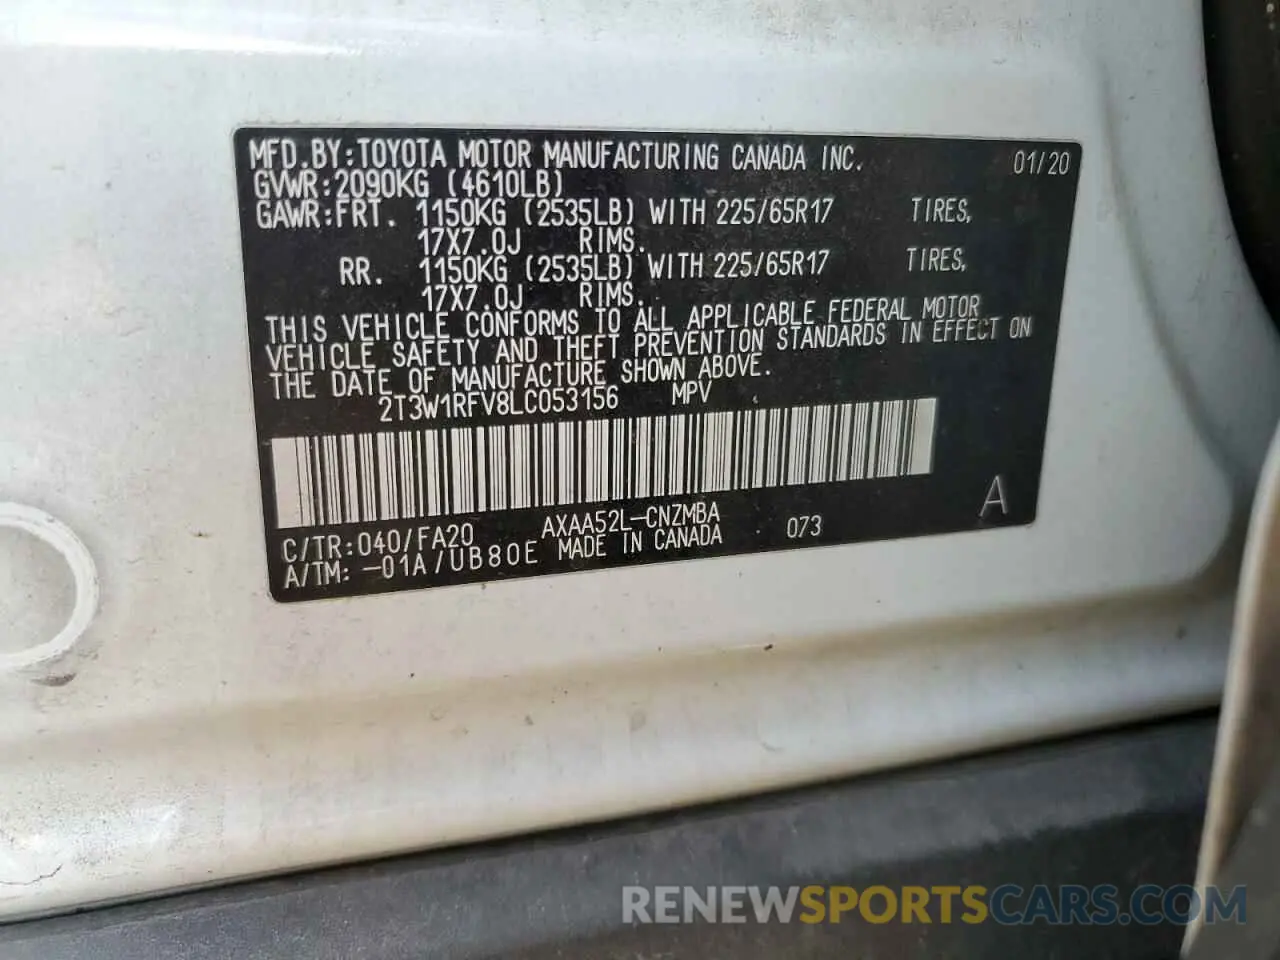 MFD.BY:TOYOTA MOTOR MANUFACTURING CANADA INC. 01/20
GVWR:2090KG (4610LB)
GAWR:FRT. 1150KG (2535LB) WITH 225/65R17 TIRES,
17X7.0J RIMS.
RR. 1150KG (2535LB) WITH 225/65R17 TIRES,
17X7.0J RIMS.
THIS VEHICLE CONFORMS TO ALL APPLICABLE FEDERAL MOTOR
VEHICLE SAFETY AND THEFT PREVENTION STANDARDS IN EFFECT ON
THE DATE OF MANUFACTURE SHOWN ABOVE.
2T3W1RFV8LC053156 MPV
A
C/TR:040/FA20 AXAA52L-CNZMBA 073
A/TM: -01A/UB80E MADE IN CANADA
RENEWSPORTSCARS.COM